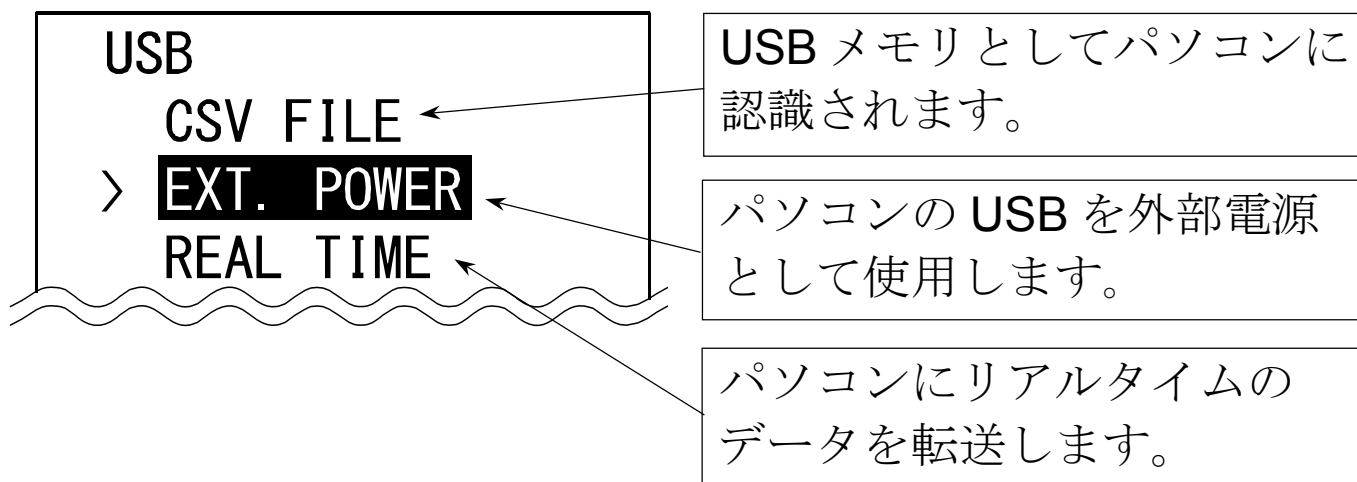 USB
CSV FILE
> EXT. POWER
REAL TIME
USB メモリとしてパソコンに
認識されます。
パソコンの USB を外部電源
として使用します。
パソコンにリアルタイムの
データを転送します。